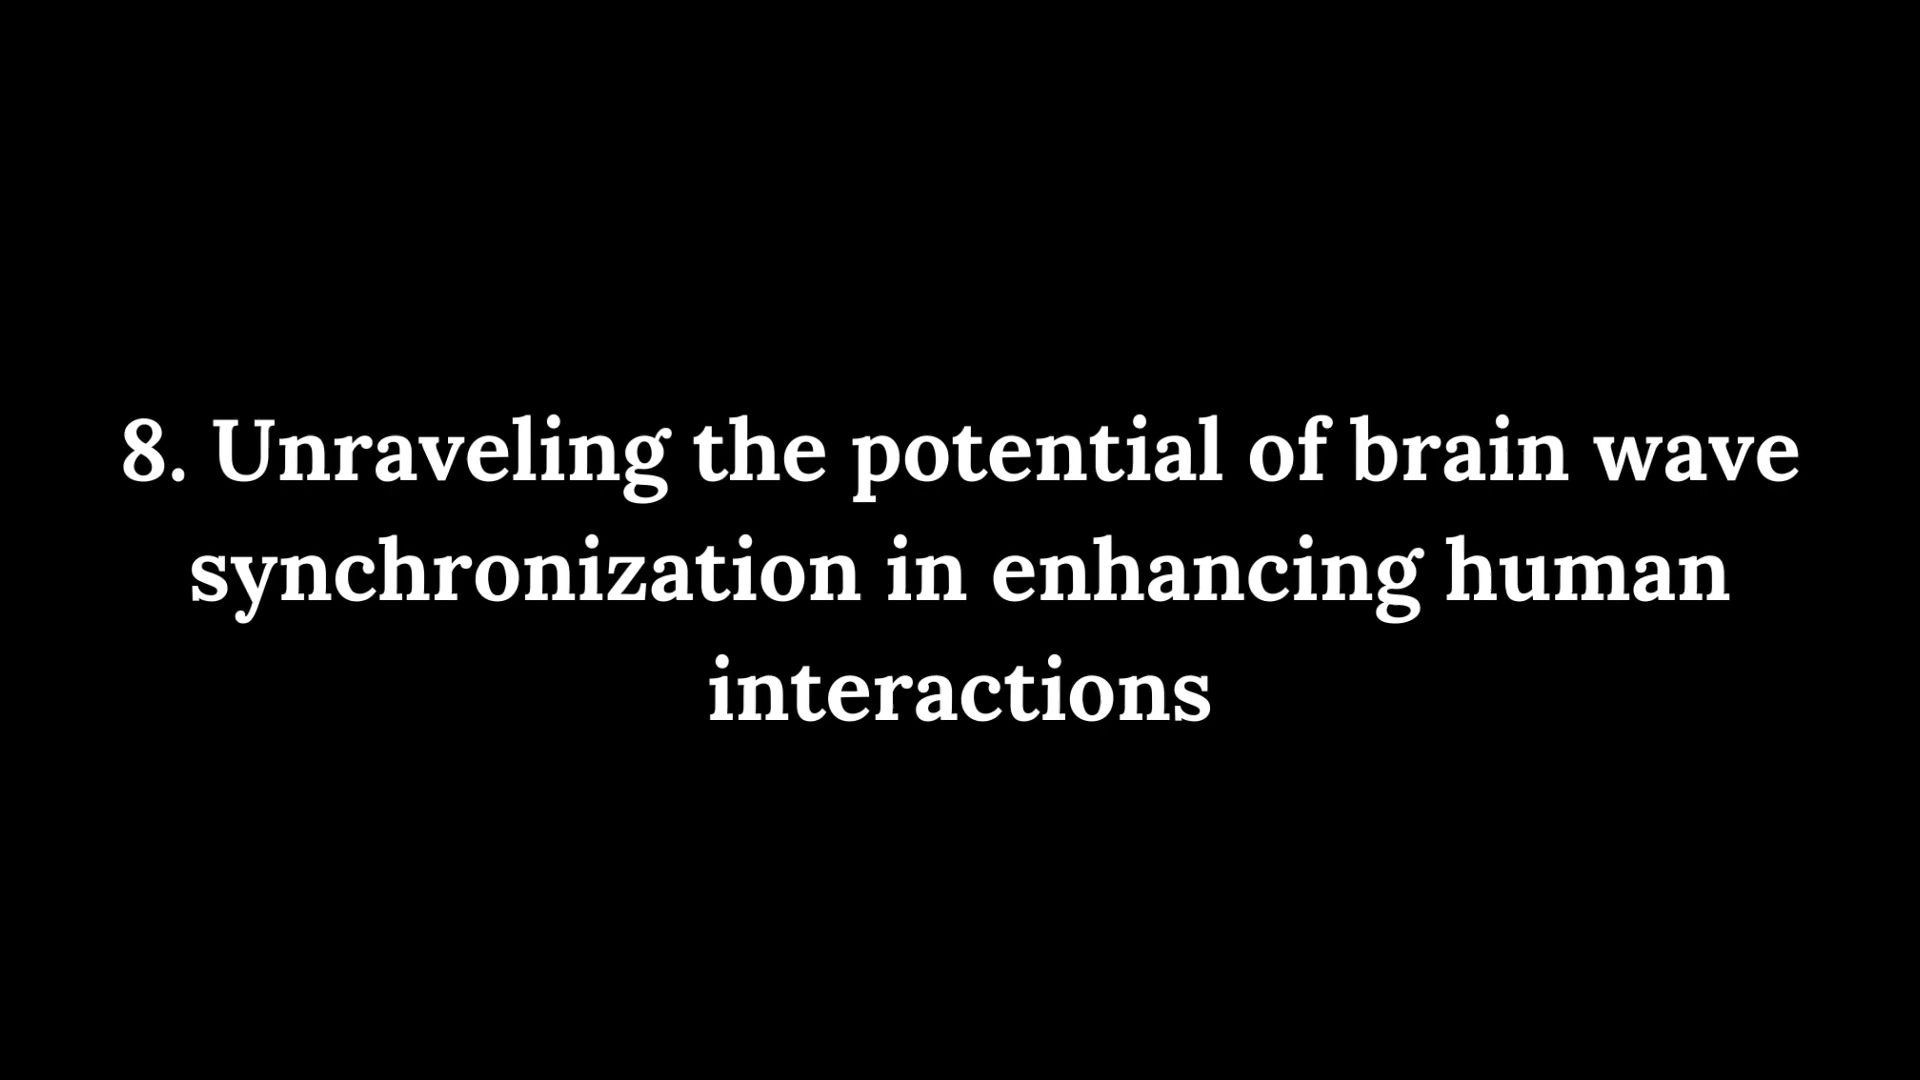 8. Unraveling the potential of brain wave
synchronization in enhancing human
interactions